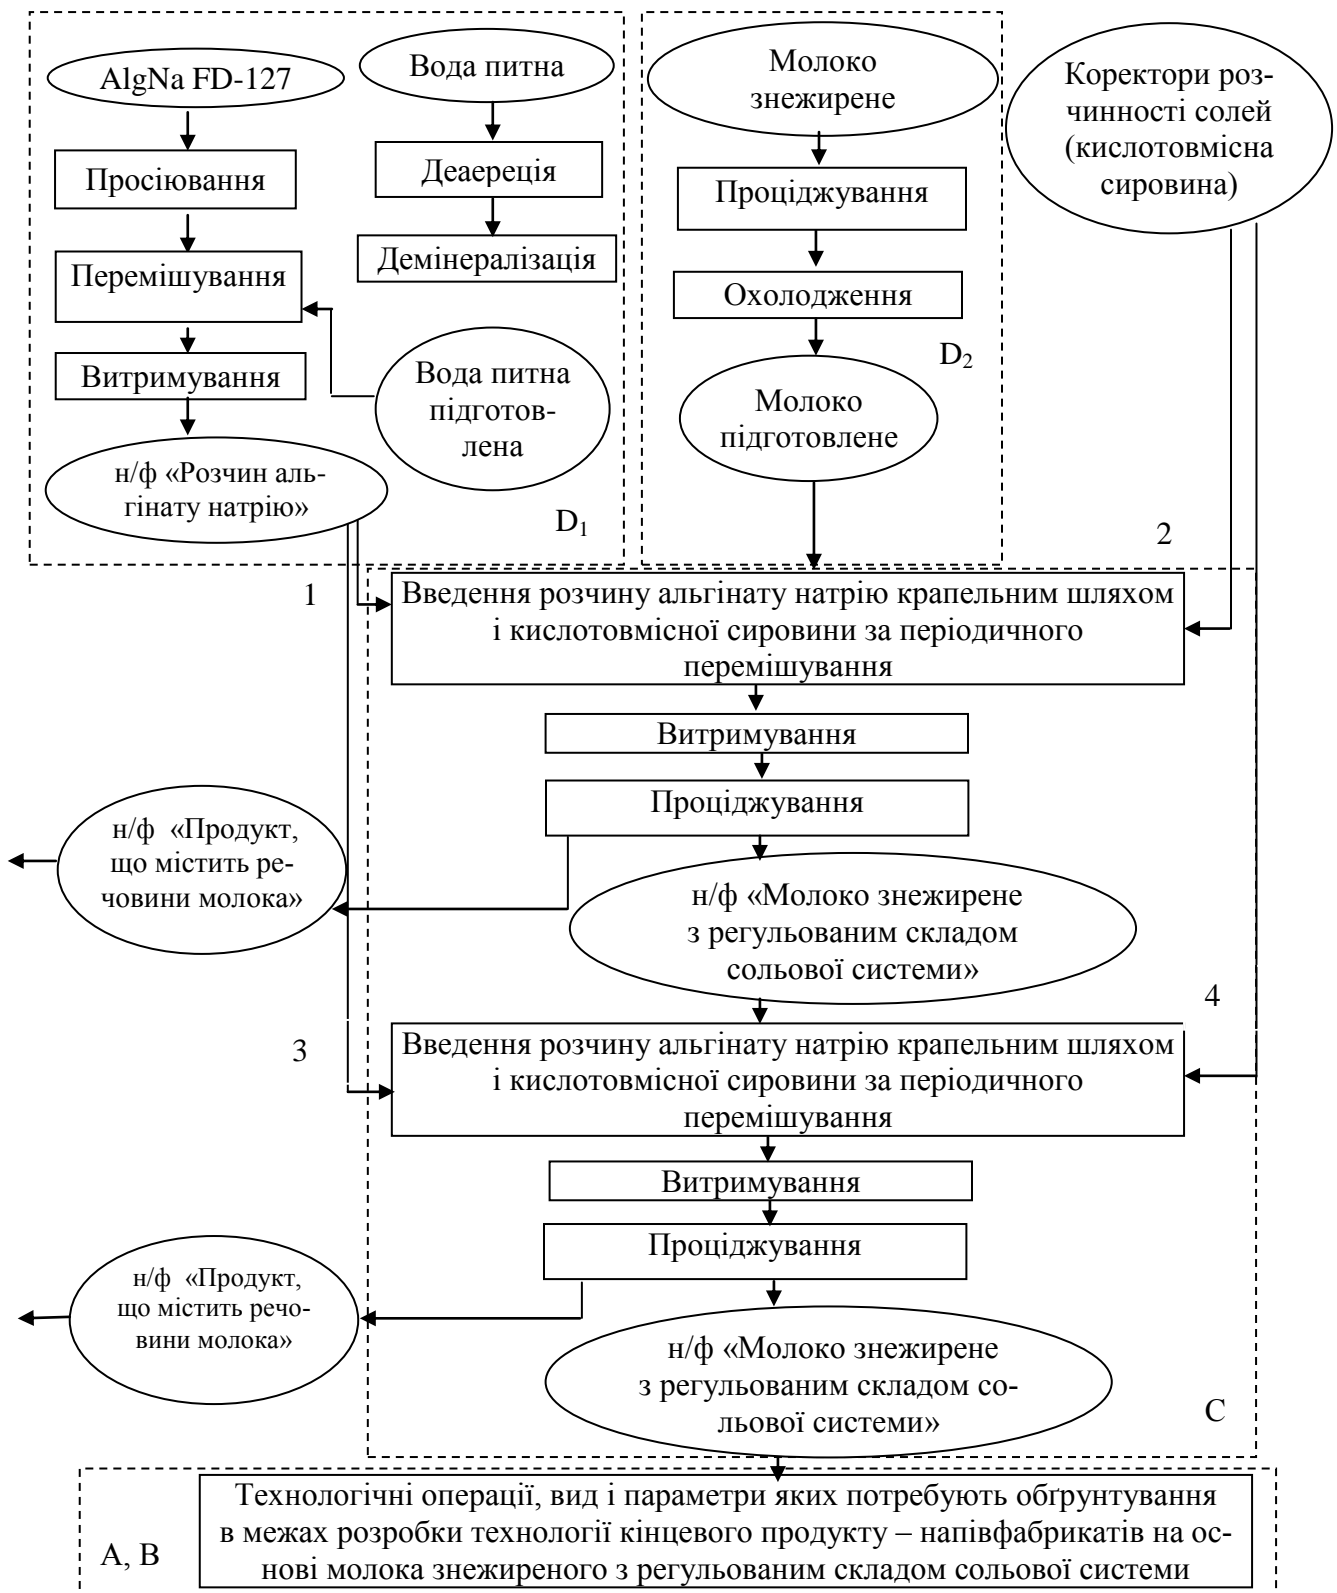 AlgNa FD-127
Просіювання
Перемішування
Витримування
н/ф «Розчин аль-
гінату натрію»
Вода питна
Деаереція
Демінералізація
Вода питна
підготов-
лена
D₁
Молоко
знежирене
Проціджування
Охолодження
D₂
Молоко
підготовлене
Коректори роз-
чинності солей
(кислотовмісна
сировина)
2
1
Введення розчину альгінату натрію крапельним шляхом
і кислотовмісної сировини за періодичного
перемішування
Витримування
Проціджування
н/ф «Продукт,
що містить ре-
човини молока»
н/ф «Молоко знежирене
з регульованим складом
сольової системи»
4
3
Введення розчину альгінату натрію крапельним шляхом
і кислотовмісної сировини за періодичного
перемішування
Витримування
Проціджування
н/ф «Продукт,
що містить речо-
вини молока»
н/ф «Молоко знежирене
з регульованим складом со-
льової системи»
С
А, В
Технологічні операції, вид і параметри яких потребують обґрунтування
в межах розробки технології кінцевого продукту – напівфабрикатів на ос-
нові молока знежиреного з регульованим складом сольової системи